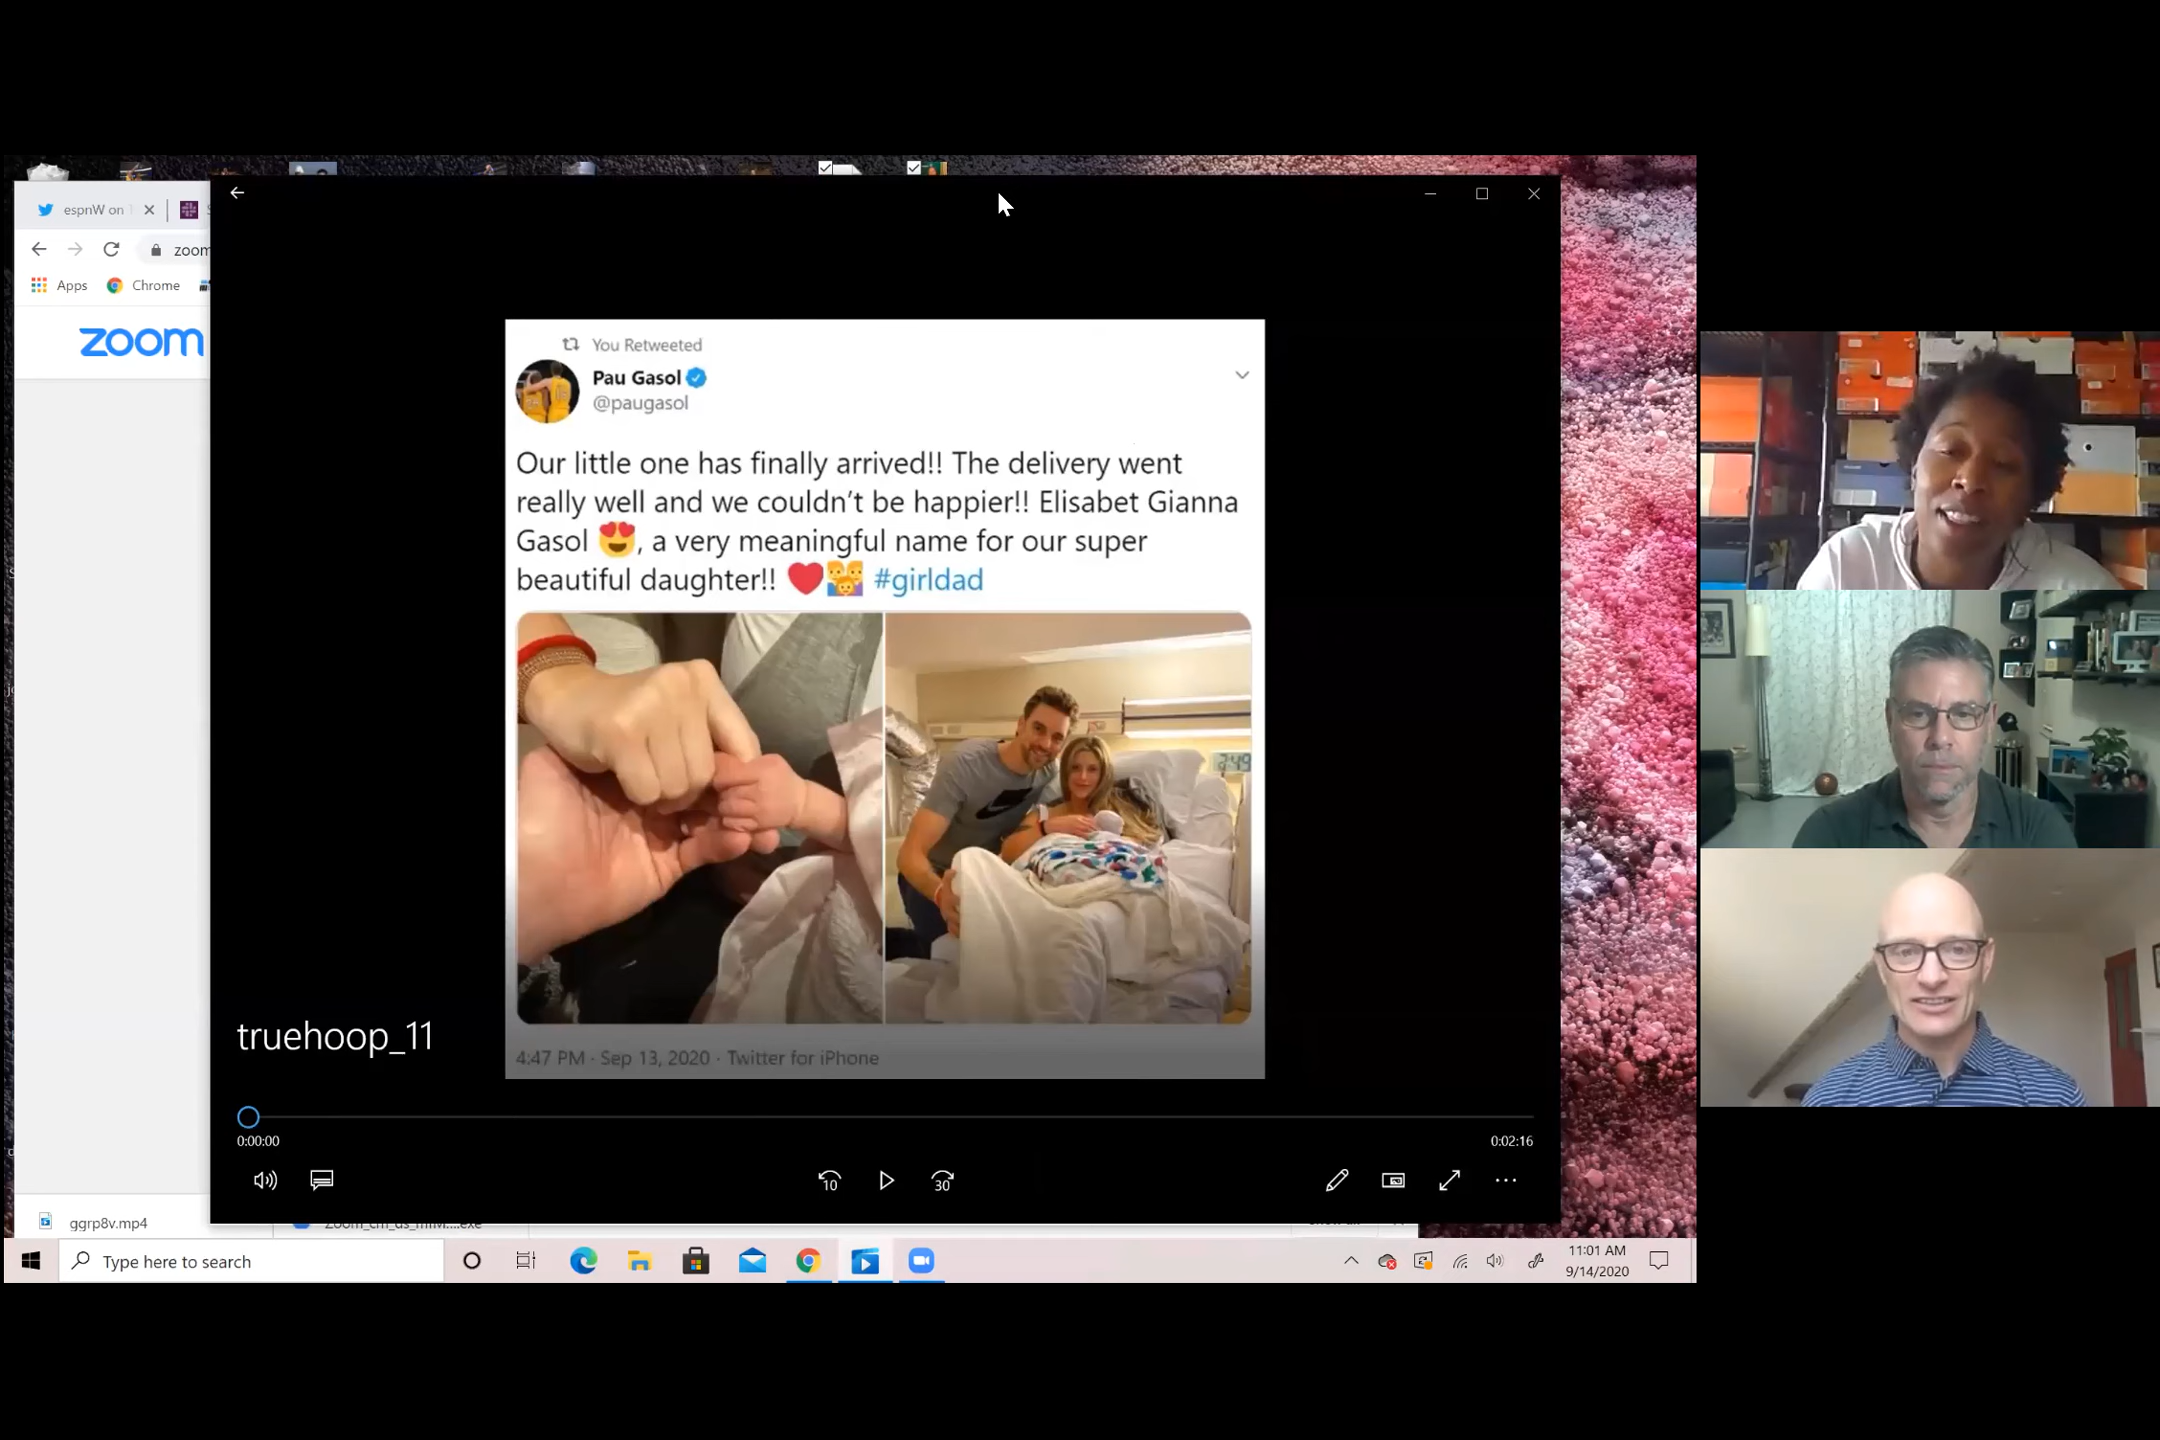 espnW on
zoom
Apps
Chrome
zoom
You Retweeted
Pau Gasol
@paugasol
Our little one has finally arrived!! The delivery went
really well and we couldn't be happier!! Elisabet Gianna
Gasol 😍, a very meaningful name for our super
beautiful daughter!! ❤️👨‍👩‍👧 #girldad
2:49
4:47 PM · Sep 13, 2020 · Twitter for iPhone
truehoop_11
0:00:00
0:02:16
10
30
ggrp8v.mp4
Type here to search
11:01 AM
9/14/2020